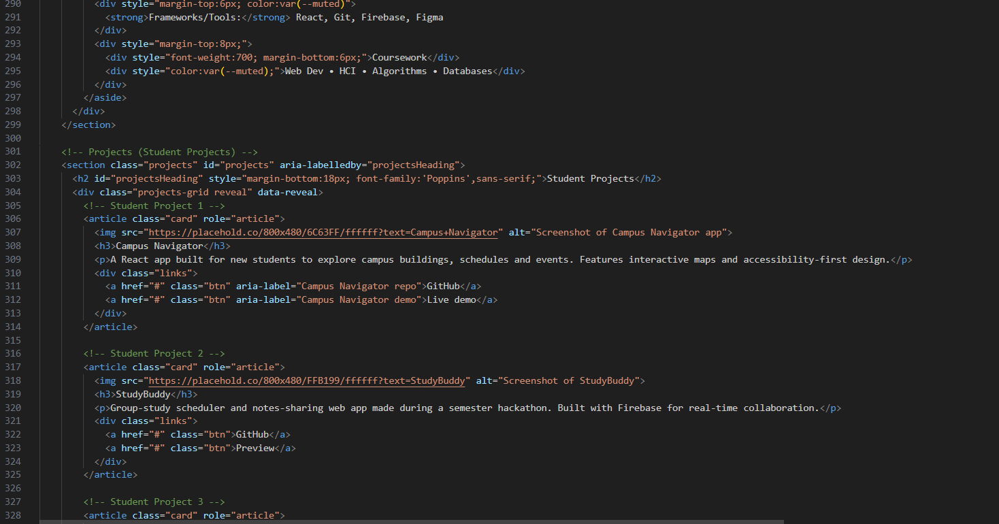 290 <div style="margin-top:6px; color:var(--muted)">
291 <strong>Frameworks/Tools:</strong> React, Git, Firebase, Figma
292 </div>
293 <div style="margin-top:8px;">
294 <div style="font-weight:700; margin-bottom:6px;">Coursework</div>
295 <div style="color:var(--muted);">Web Dev • HCI • Algorithms • Databases</div>
296 </div>
297 </aside>
298 </div>
299 </section>
300
301 <!-- Projects (Student Projects) -->
302 <section class="projects" id="projects" aria-labelledby="projectsHeading">
303 <h2 id="projectsHeading" style="margin-bottom:18px; font-family:'Poppins',sans-serif;">Student Projects</h2>
304 <div class="projects-grid reveal" data-reveal>
305 <!-- Student Project 1 -->
306 <article class="card" role="article">
307 <img src="https://placehold.co/800x480/6C63FF/ffffff?text=Campus+Navigator" alt="Screenshot of Campus Navigator app">
308 <h3>Campus Navigator</h3>
309 <p>A React app built for new students to explore campus buildings, schedules and events. Features interactive maps and accessibility-first design.</p>
310 <div class="links">
311 <a href="#" class="btn" aria-label="Campus Navigator repo">GitHub</a>
312 <a href="#" class="btn" aria-label="Campus Navigator demo">Live demo</a>
313 </div>
314 </article>
315
316 <!-- Student Project 2 -->
317 <article class="card" role="article">
318 <img src="https://placehold.co/800x480/FFB199/ffffff?text=StudyBuddy" alt="Screenshot of StudyBuddy">
319 <h3>StudyBuddy</h3>
320 <p>Group-study scheduler and notes-sharing web app made during a semester hackathon. Built with Firebase for real-time collaboration.</p>
321 <div class="links">
322 <a href="#" class="btn">GitHub</a>
323 <a href="#" class="btn">Preview</a>
324 </div>
325 </article>
326
327 <!-- Student Project 3 -->
328 <article class="card" role="article">